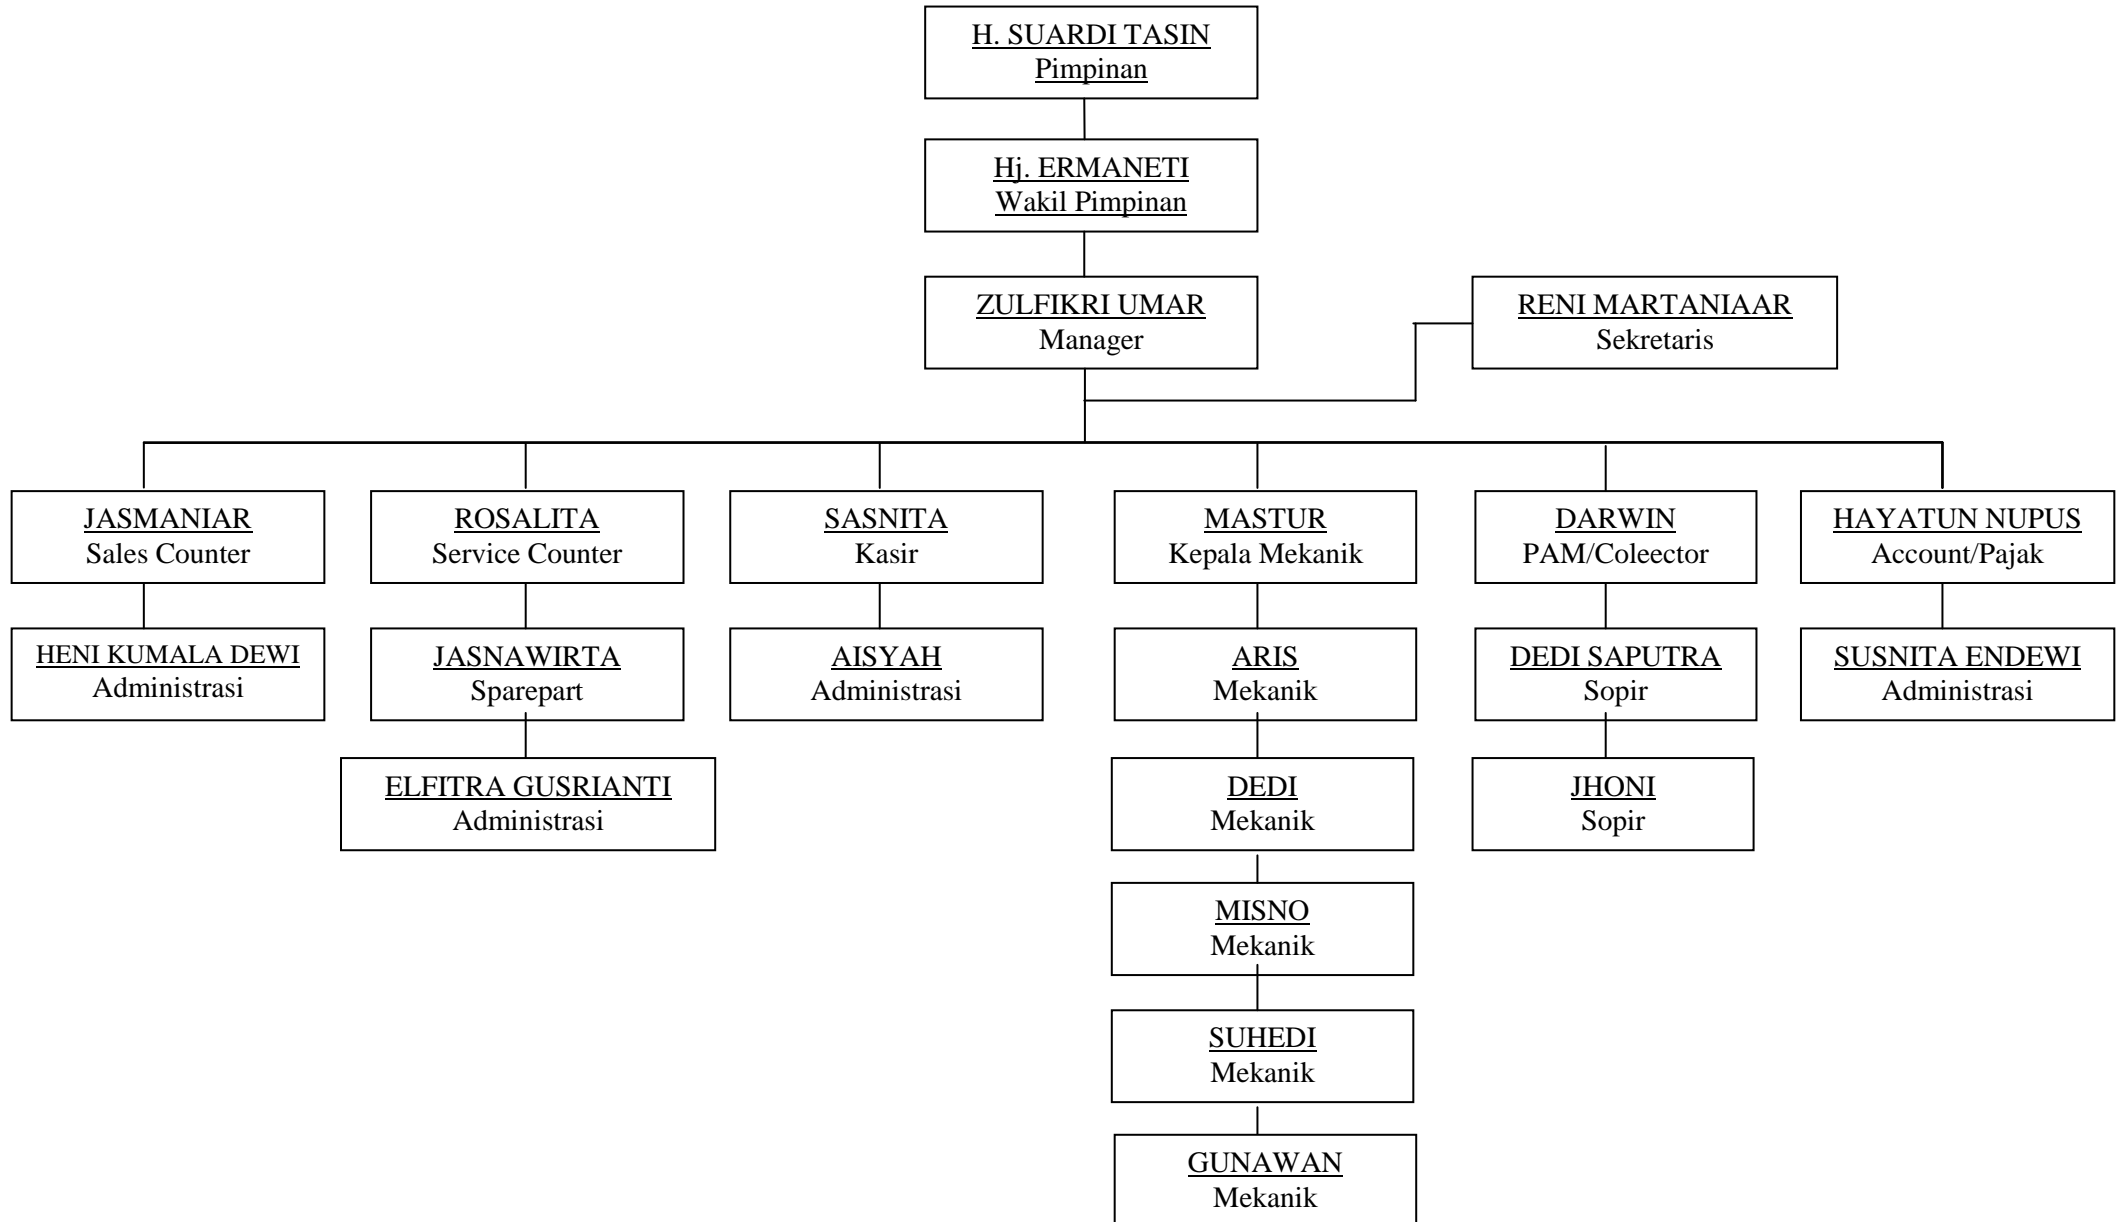 H. SUARDI TASIN
Pimpinan
Hj. ERMANETI
Wakil Pimpinan
ZULFIKRI UMAR
Manager
RENI MARTANIAAR
Sekretaris
JASMANIAR
Sales Counter
ROSALITA
Service Counter
SASNITA
Kasir
MASTUR
Kepala Mekanik
DARWIN
PAM/Coleector
HAYATUN NUPUS
Account/Pajak
HENI KUMALA DEWI
Administrasi
JASNAWIRTA
Sparepart
AISYAH
Administrasi
ARIS
Mekanik
DEDI SAPUTRA
Sopir
SUSNITA ENDEWI
Administrasi
ELFITRA GUSRIANTI
Administrasi
DEDI
Mekanik
JHONI
Sopir
MISNO
Mekanik
SUHEDI
Mekanik
GUNAWAN
Mekanik